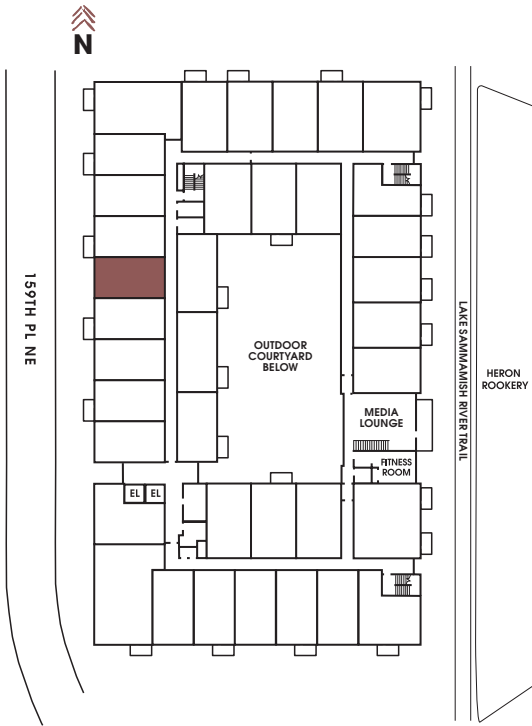 N
159TH PL NE
OUTDOOR
COURTYARD
BELOW
MEDIA
LOUNGE
FITNESS
ROOM
EL
EL
LAKE SAMMAMISH RIVER TRAIL
HERON
ROOKERY